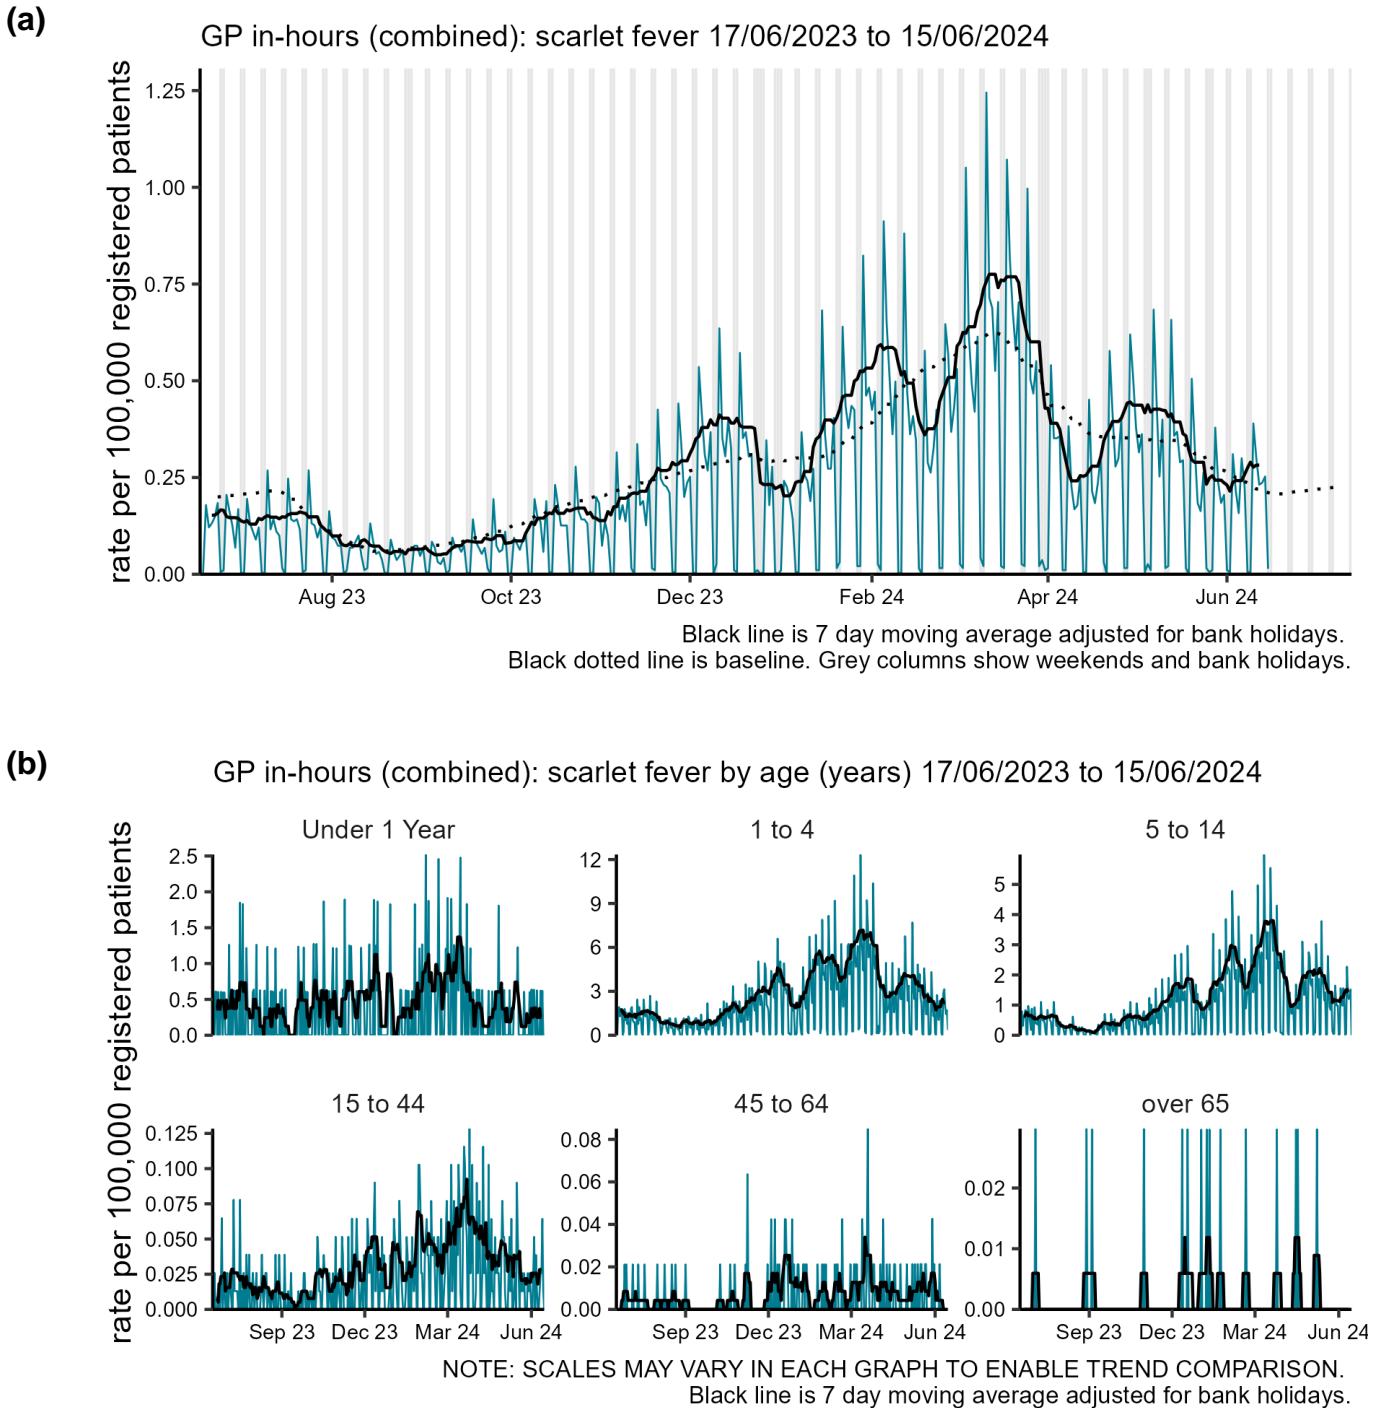 (a)
GP in-hours (combined): scarlet fever 17/06/2023 to 15/06/2024
rate per 100,000 registered patients
1.25
1.00
0.75
0.50
0.25
0.00
Aug 23 Oct 23 Dec 23 Feb 24 Apr 24 Jun 24
Black line is 7 day moving average adjusted for bank holidays.
Black dotted line is baseline. Grey columns show weekends and bank holidays.
(b)
GP in-hours (combined): scarlet fever by age (years) 17/06/2023 to 15/06/2024
rate per 100,000 registered patients
Under 1 Year
2.5
2.0
1.5
1.0
0.5
0.0
1 to 4
12
9
6
3
0
5 to 14
5
4
3
2
1
0
15 to 44
0.125
0.100
0.075
0.050
0.025
0.000
Sep 23 Dec 23 Mar 24 Jun 24
45 to 64
0.08
0.06
0.04
0.02
0.00
Sep 23 Dec 23 Mar 24 Jun 24
over 65
0.02
0.01
0.00
Sep 23 Dec 23 Mar 24 Jun 24
NOTE: SCALES MAY VARY IN EACH GRAPH TO ENABLE TREND COMPARISON.
Black line is 7 day moving average adjusted for bank holidays.